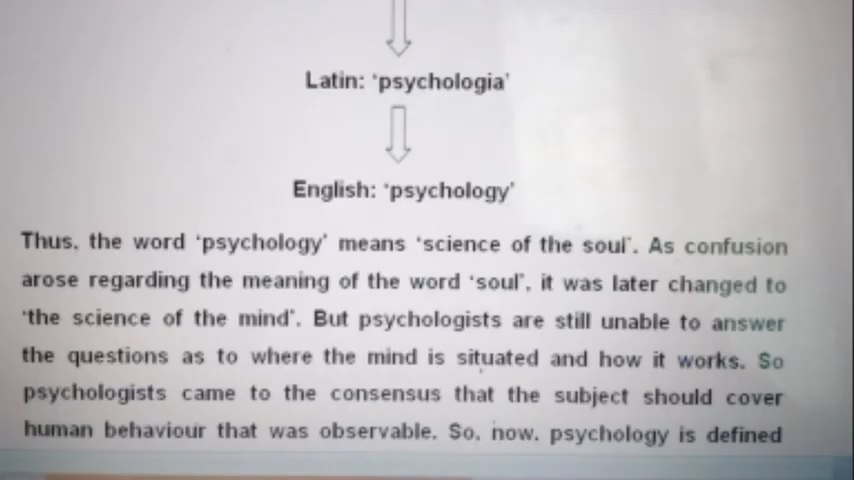 Latin: 'psychologia'
English: 'psychology'
Thus, the word 'psychology' means 'science of the soul'. As confusion
arose regarding the meaning of the word 'soul', it was later changed to
'the science of the mind'. But psychologists are still unable to answer
the questions as to where the mind is situated and how it works. So
psychologists came to the consensus that the subject should cover
human behaviour that was observable. So, now, psychology is defined